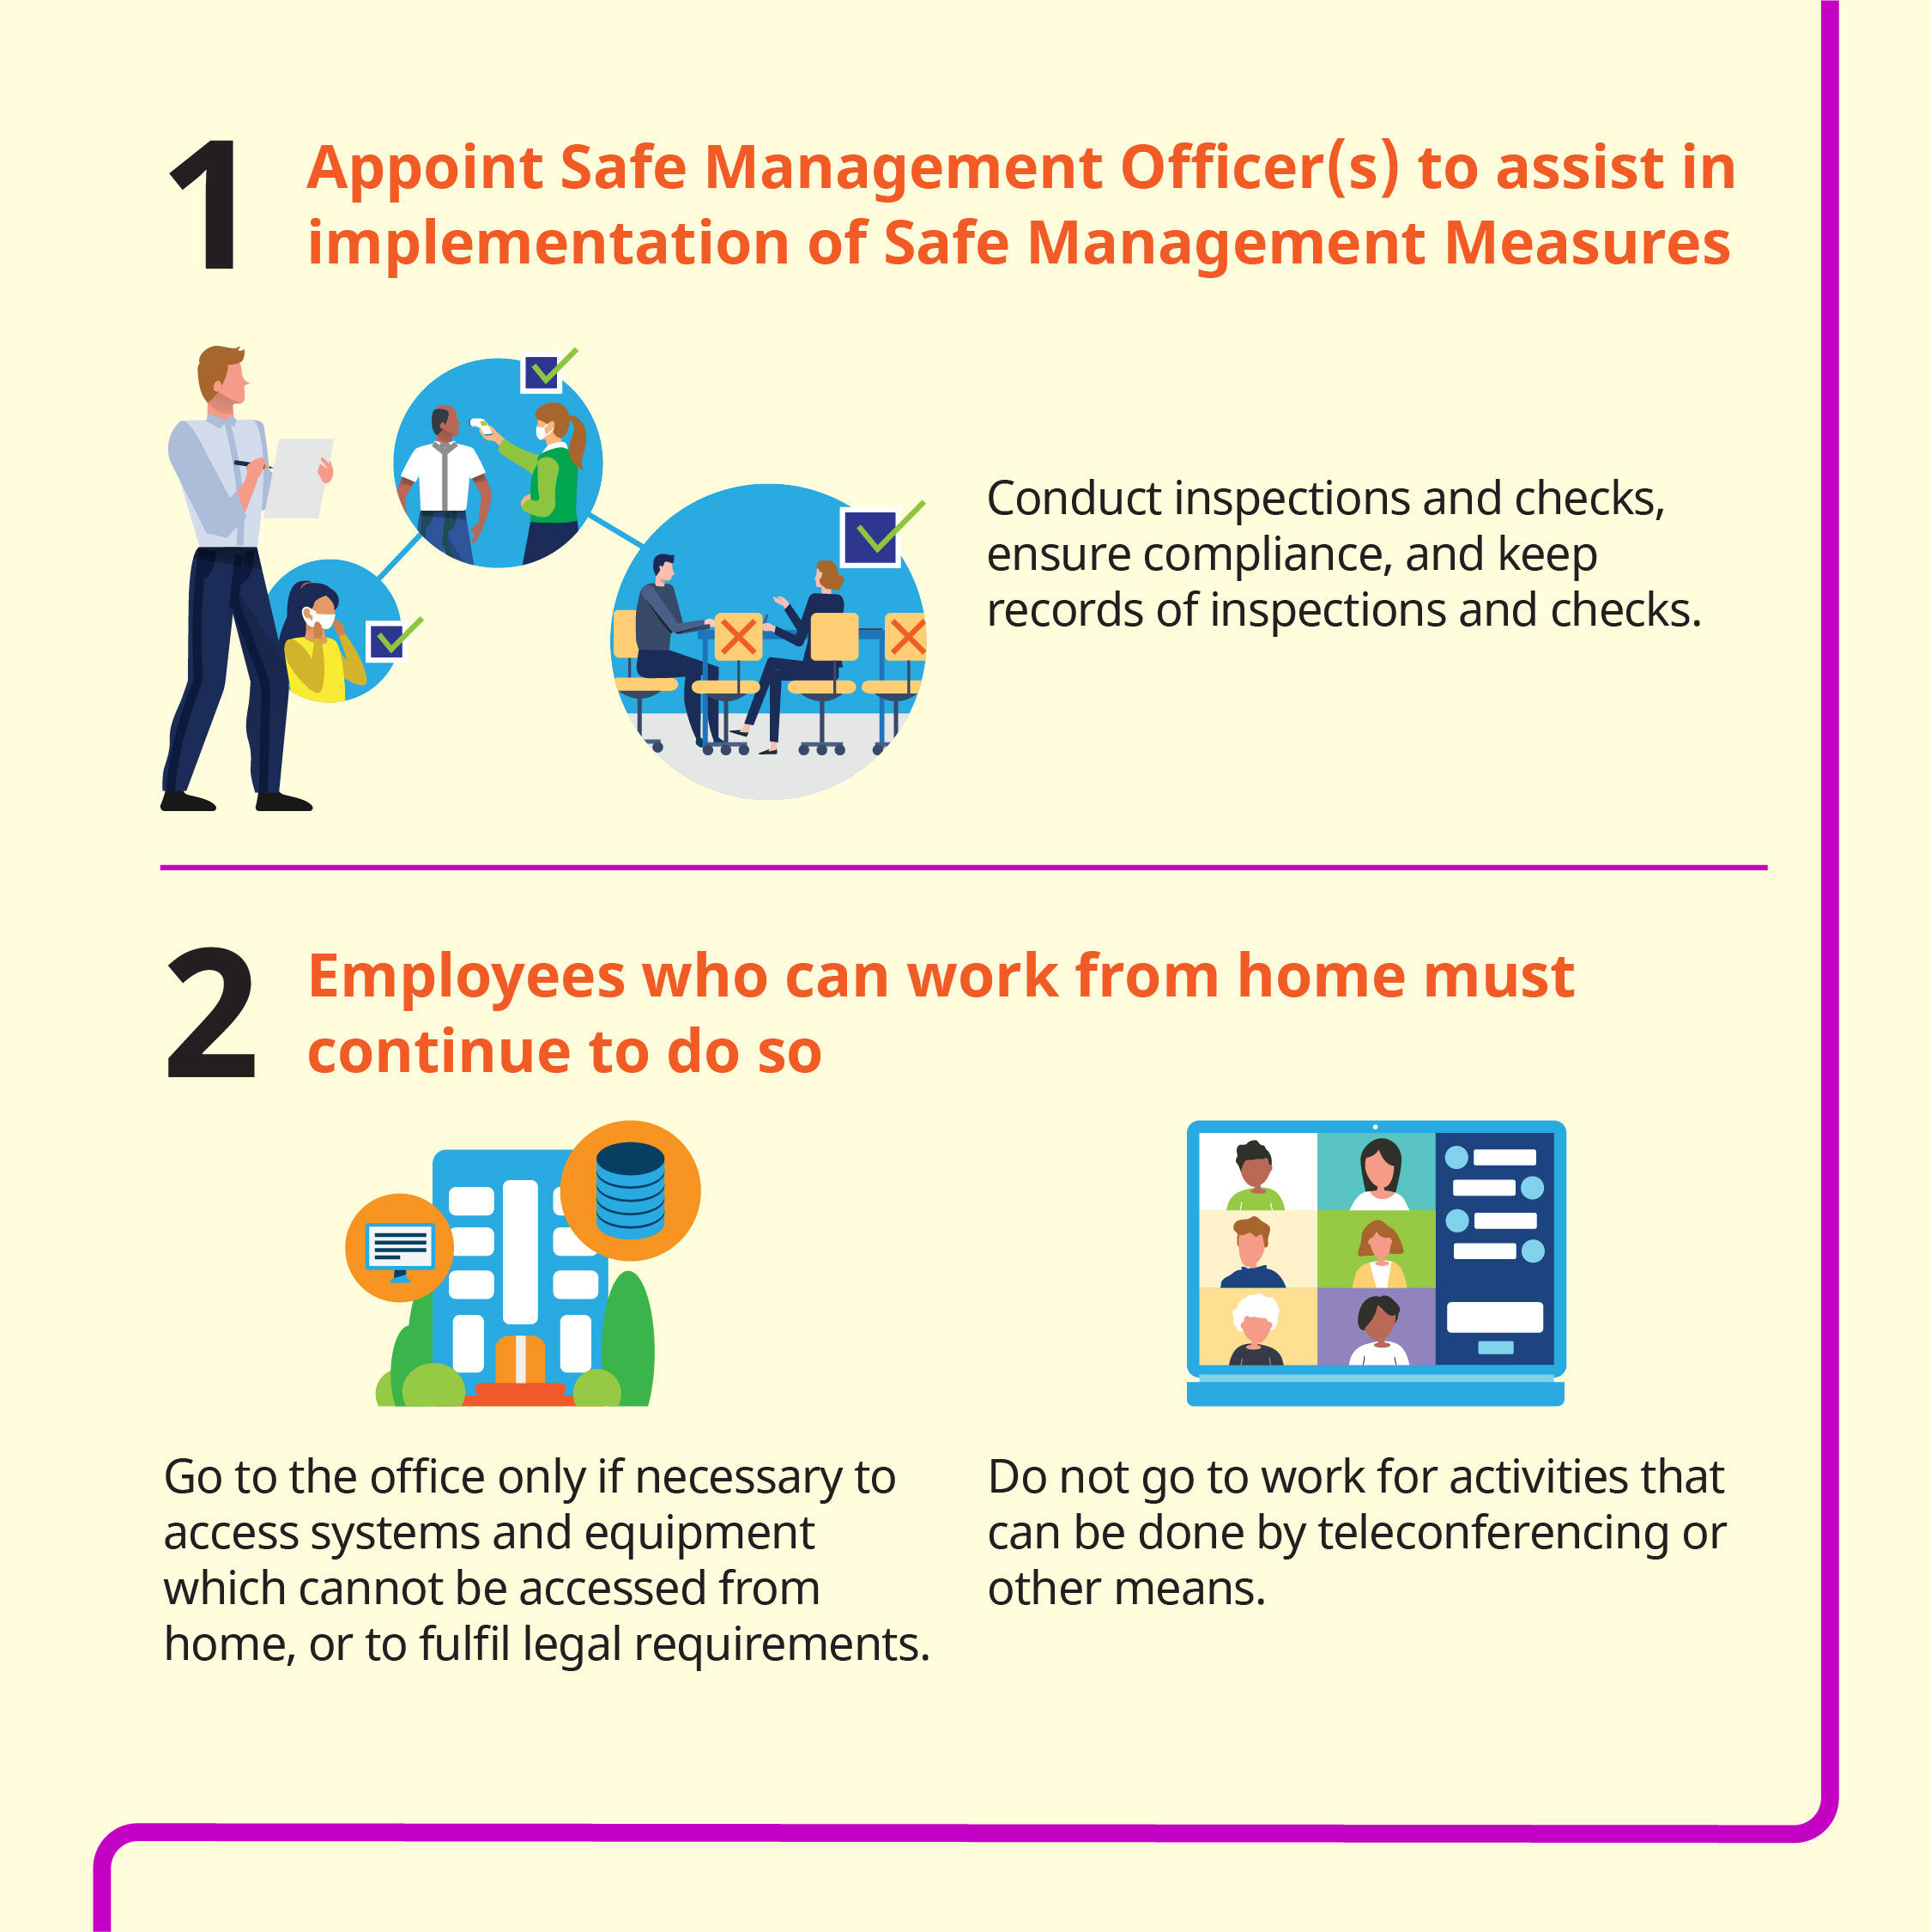 1
Appoint Safe Management Officer(s) to assist in
implementation of Safe Management Measures
Conduct inspections and checks,
ensure compliance, and keep
records of inspections and checks.
2
Employees who can work from home must
continue to do so
Go to the office only if necessary to
access systems and equipment
which cannot be accessed from
home, or to fulfil legal requirements.
Do not go to work for activities that
can be done by teleconferencing or
other means.